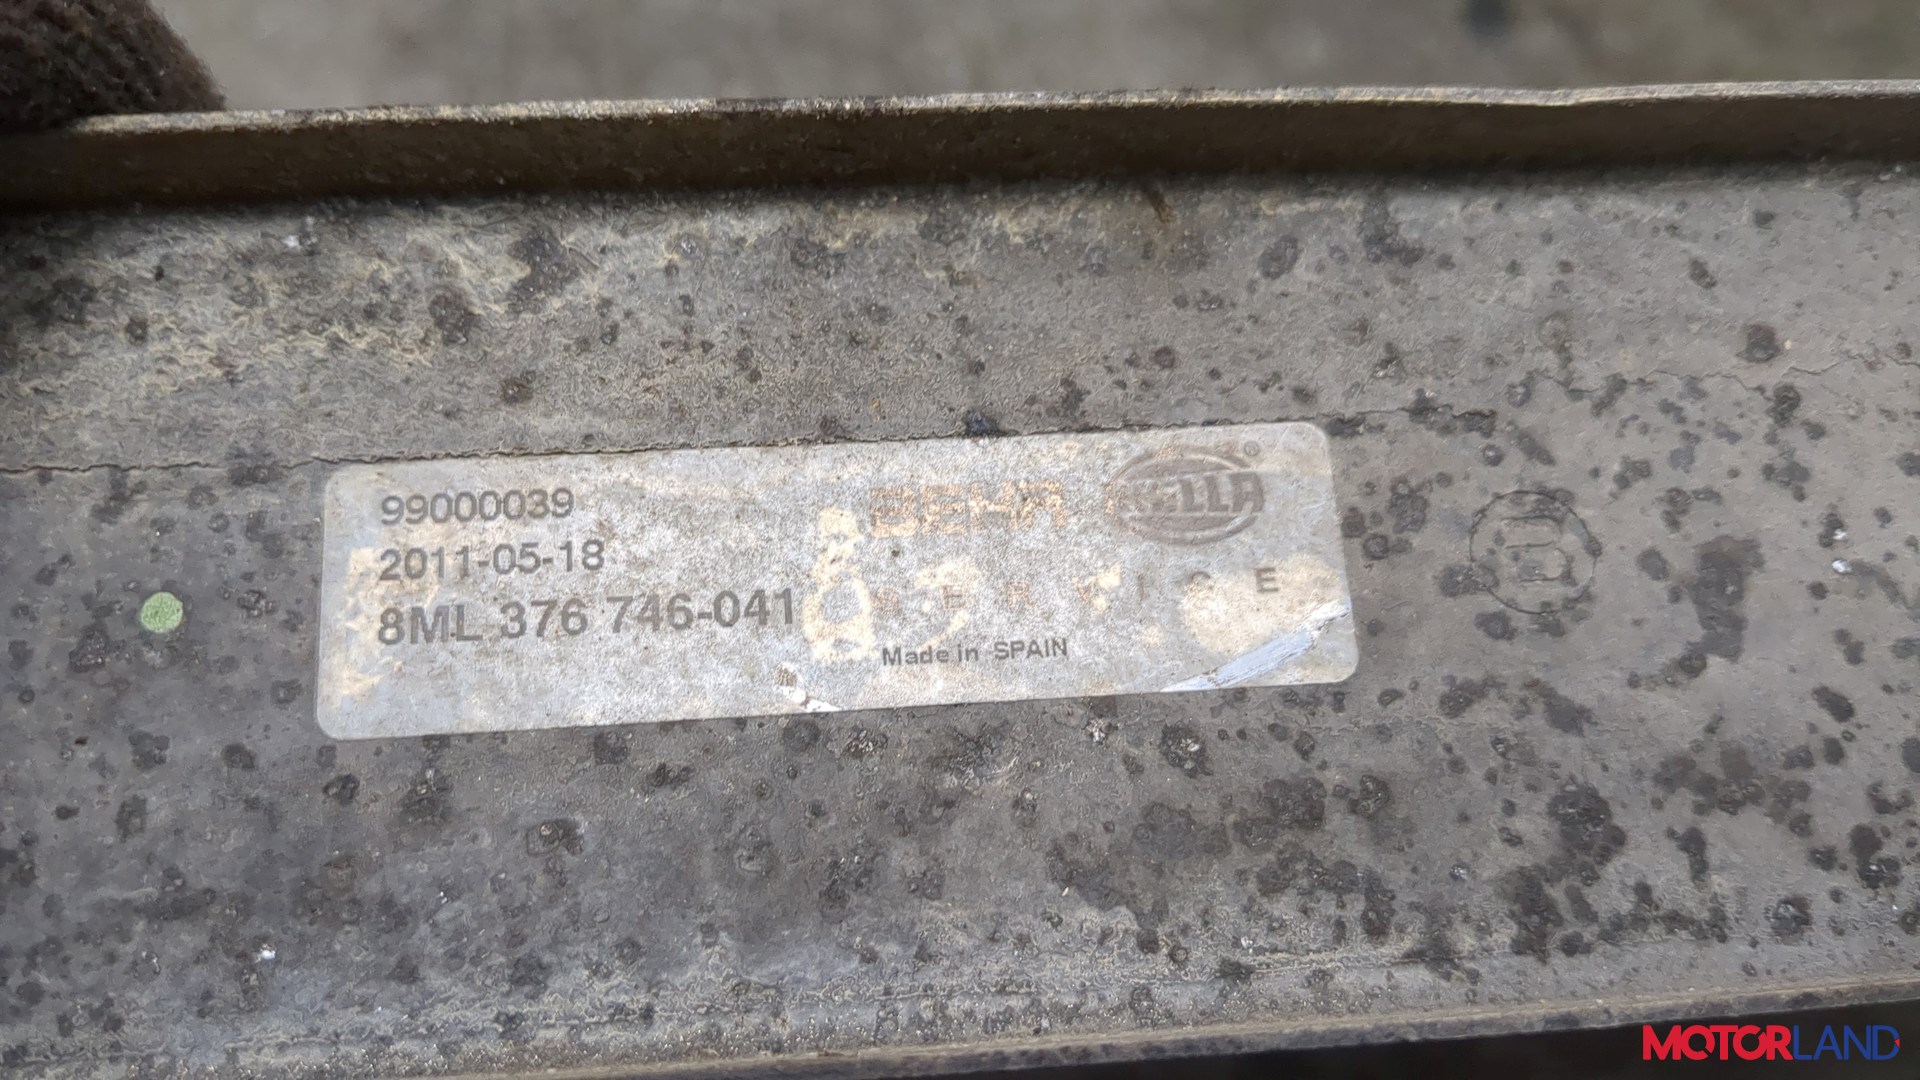 99000039
2011-05-18
8ML 376 746-041
BEHR HELLA®
SERVICE
Made in SPAIN
MOTORLAND